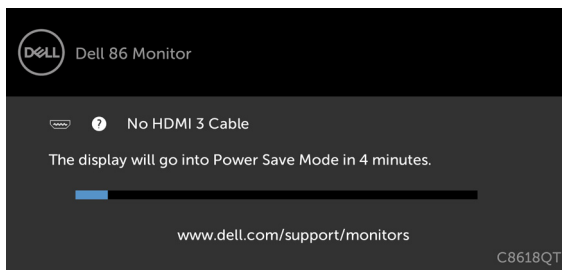 DELL
Dell 86 Monitor
? No HDMI 3 Cable
The display will go into Power Save Mode in 4 minutes.
www.dell.com/support/monitors
C8618QT